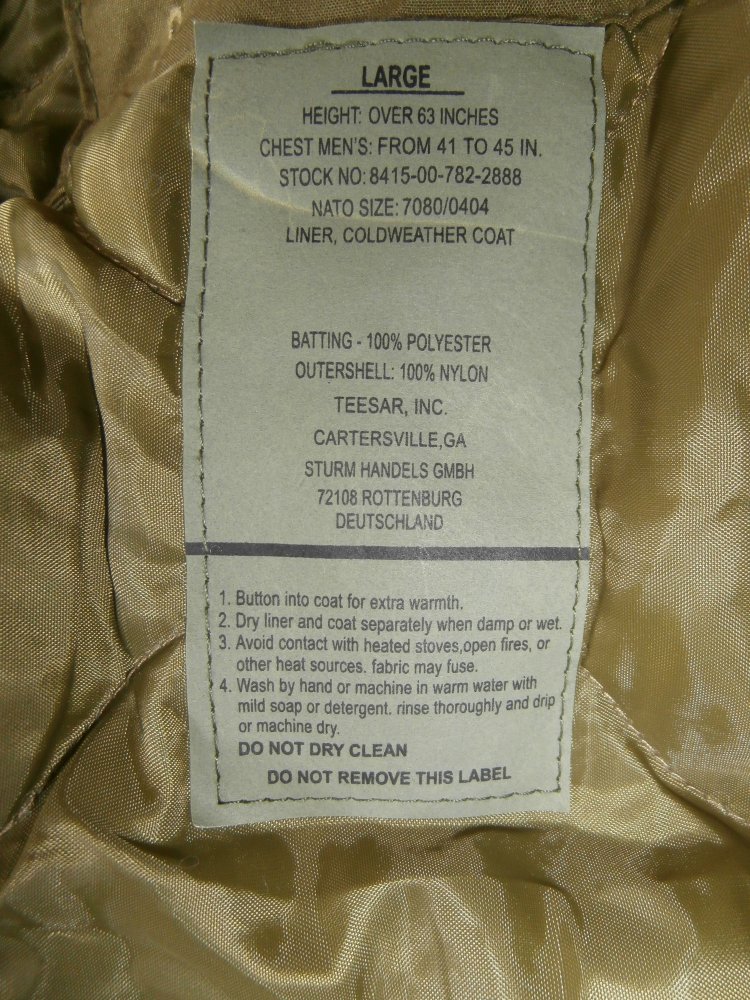 LARGE
HEIGHT: OVER 63 INCHES
CHEST MEN'S: FROM 41 TO 45 IN.
STOCK NO: 8415-00-782-2888
NATO SIZE: 7080/0404
LINER, COLDWEATHER COAT
BATTING - 100% POLYESTER
OUTERSHELL: 100% NYLON
TEESAR, INC.
CARTERSVILLE,GA
STURM HANDELS GMBH
72108 ROTTENBURG
DEUTSCHLAND
1. Button into coat for extra warmth.
2. Dry liner and coat separately when damp or wet.
3. Avoid contact with heated stoves,open fires, or
other heat sources. fabric may fuse.
4. Wash by hand or machine in warm water with
mild soap or detergent. rinse thoroughly and drip
or machine dry.
DO NOT DRY CLEAN
DO NOT REMOVE THIS LABEL